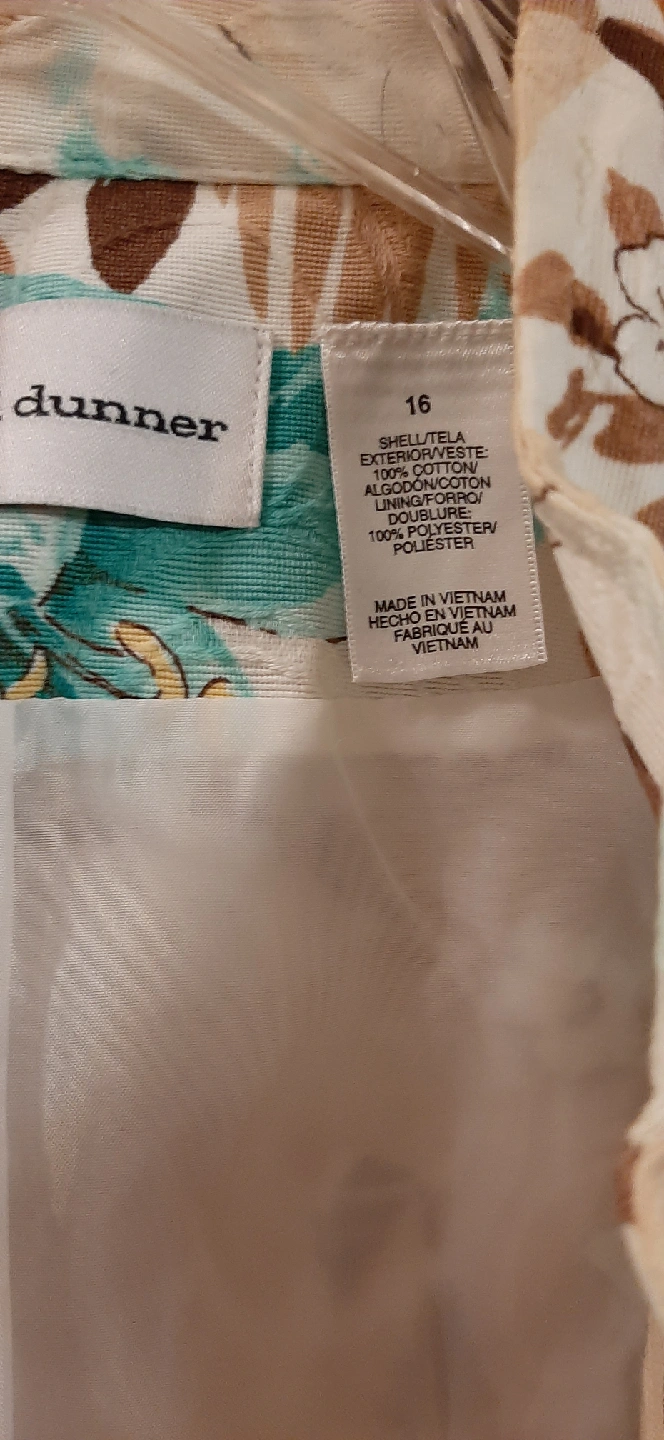 dunner
16
SHELL/TELA
EXTERIOR/VESTE:
100% COTTON/
ALGODÓN/COTON
LINING/FORRO/
DOUBLURE:
100% POLYESTER/
POLIÉSTER
MADE IN VIETNAM
HECHO EN VIETNAM
FABRIQUÉ AU
VIETNAM